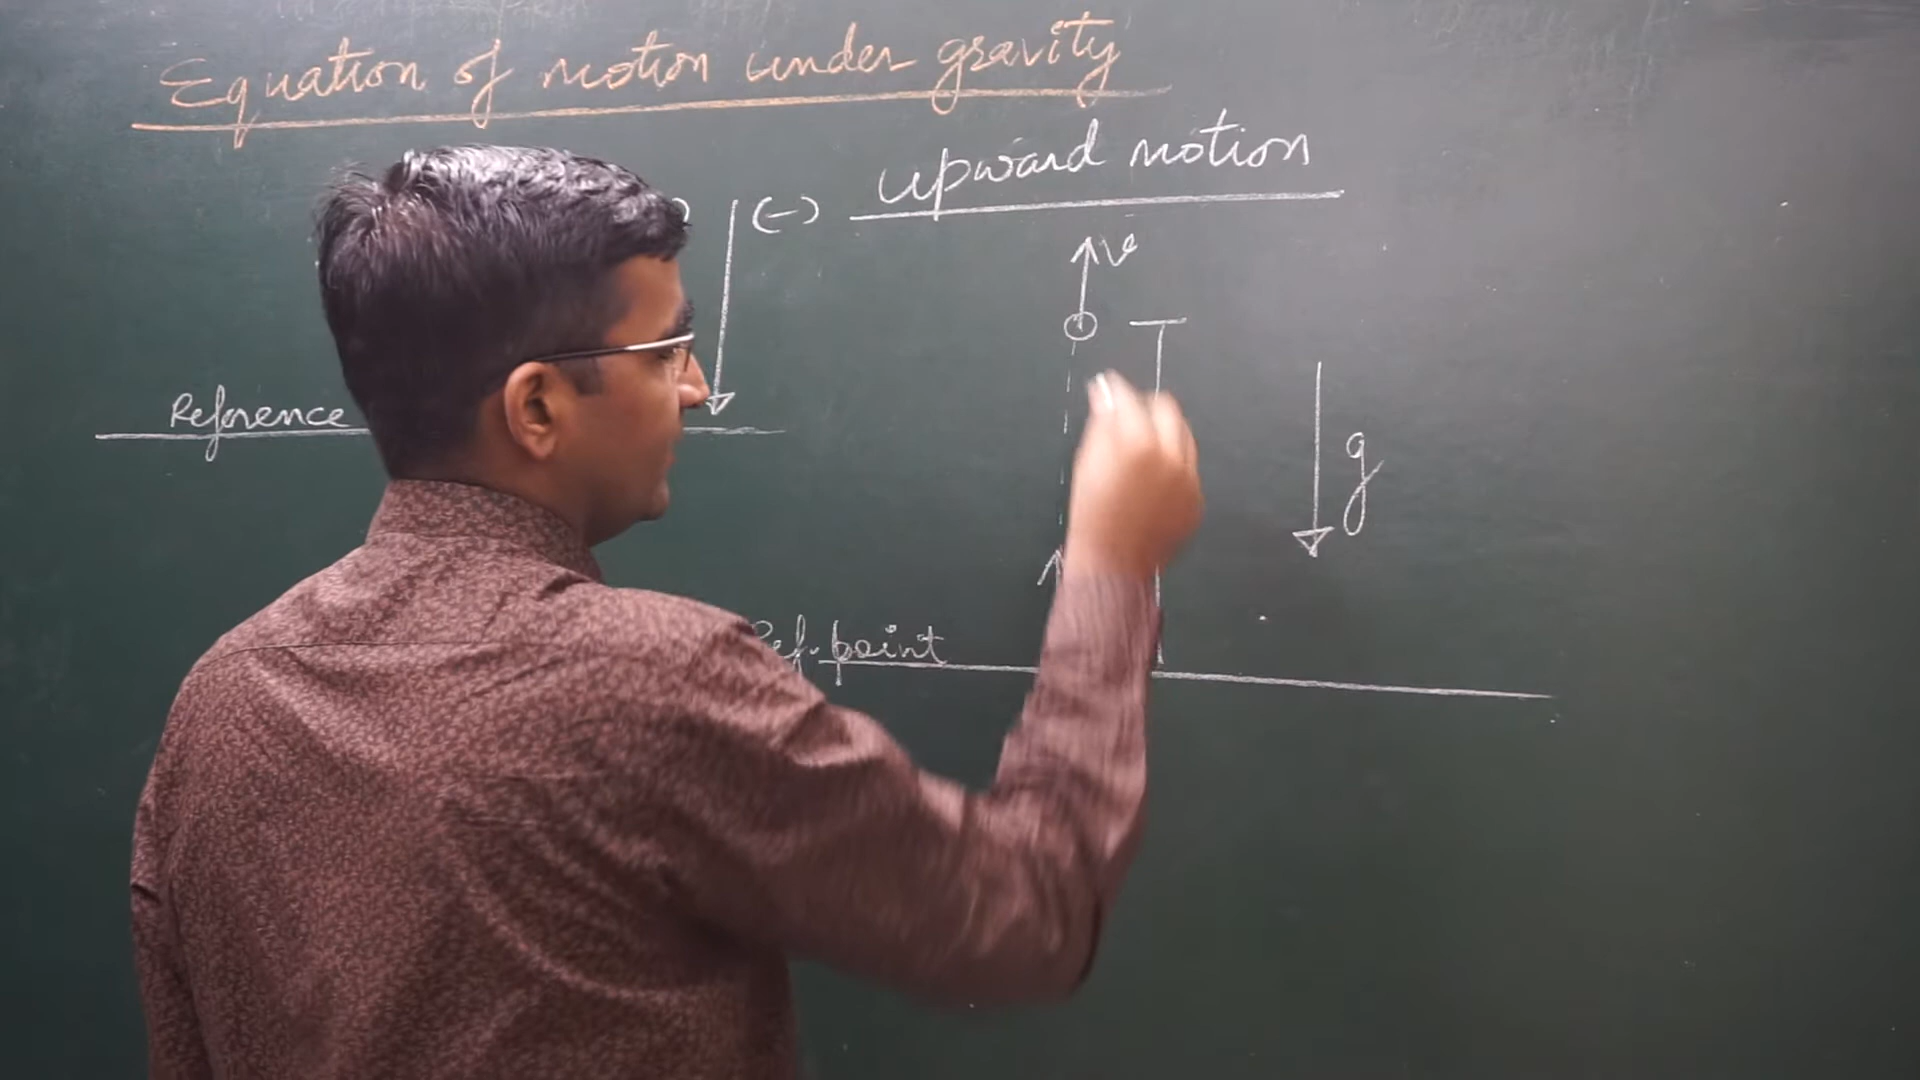 Equation of motion under gravity
upward motion
(-)
v
Reference
g
Ref. point